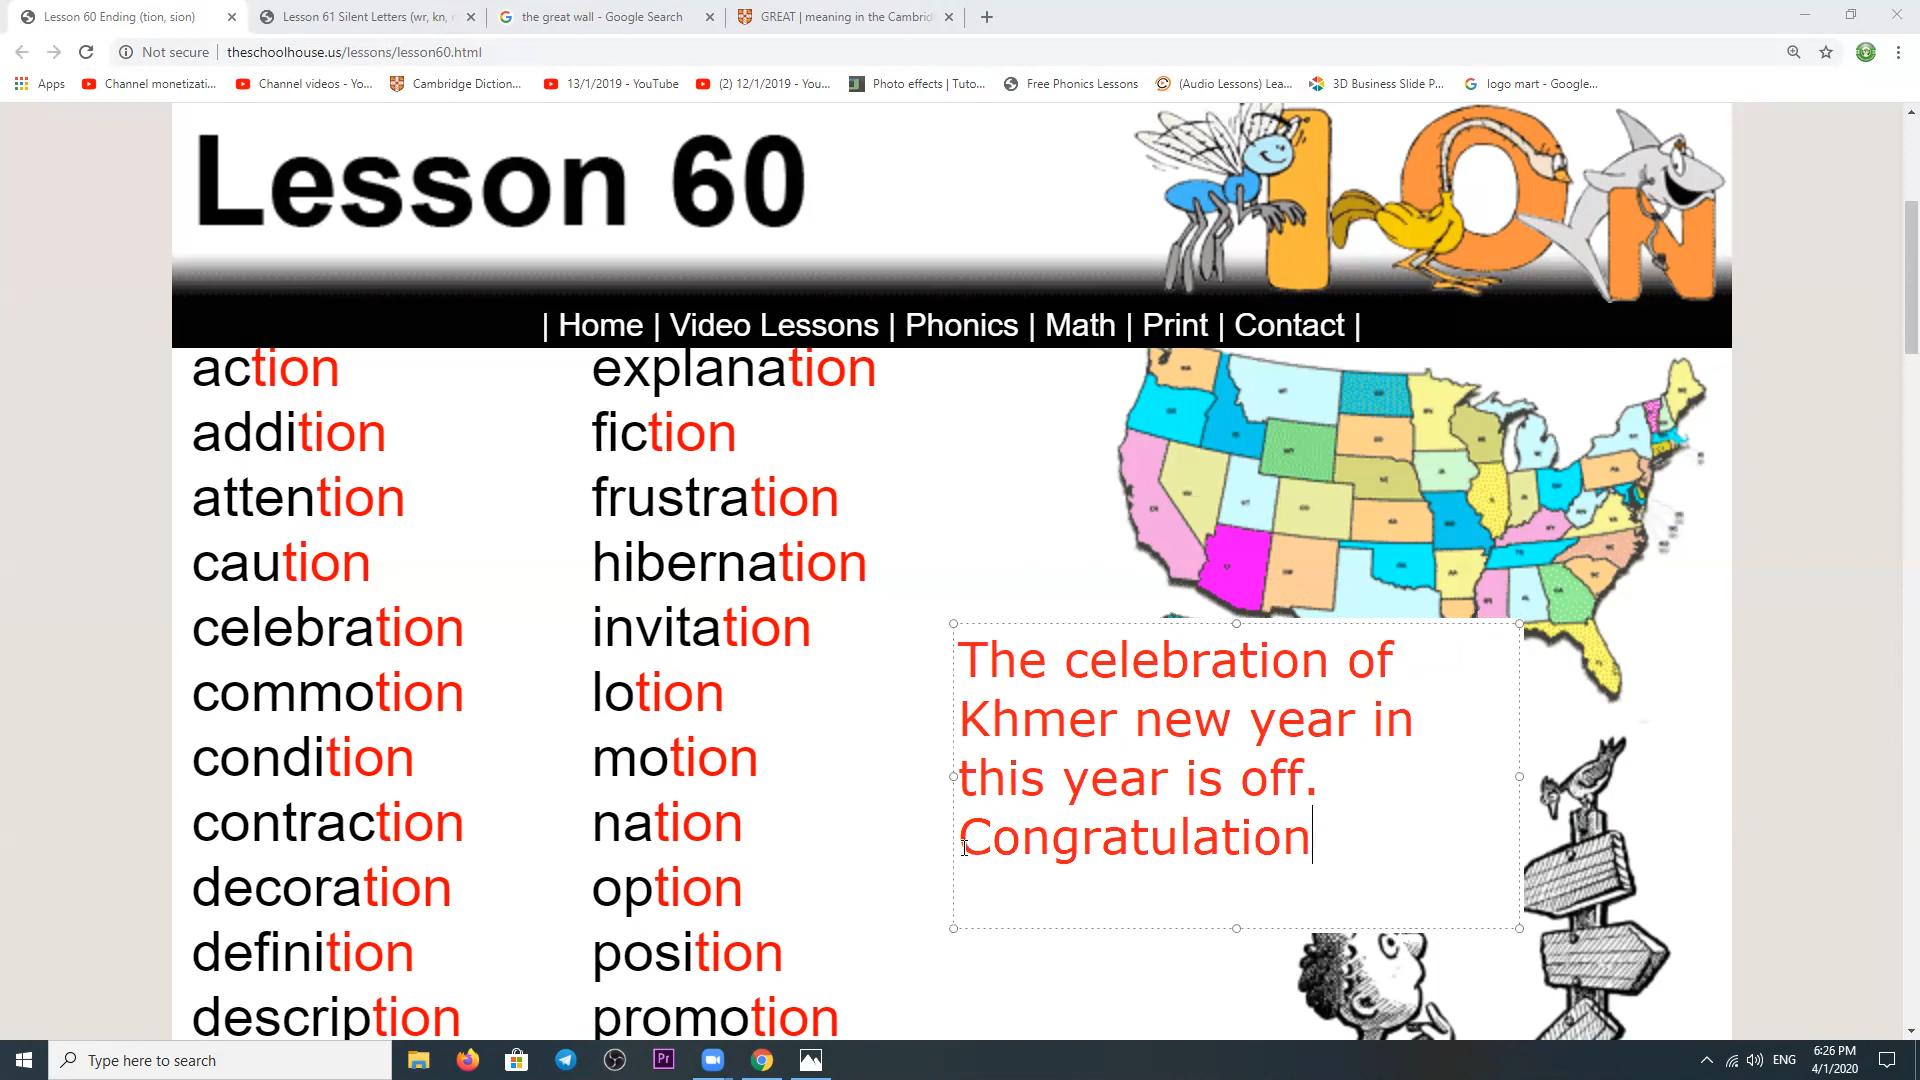 Lesson 60 Ending (tion, sion)
Lesson 61 Silent Letters (wr, kn,
the great wall - Google Search
GREAT | meaning in the Cambrid
Not secure
theschoolhouse.us/lessons/lesson60.html
Apps
Channel monetizati...
Channel videos - Yo...
Cambridge Diction...
13/1/2019 - YouTube
(2) 12/1/2019 - You...
Photo effects | Tuto...
Free Phonics Lessons
(Audio Lessons) Lea...
3D Business Slide P...
logo mart - Google...
Lesson 60
ION
| Home | Video Lessons | Phonics | Math | Print | Contact |
action
addition
attention
caution
celebration
commotion
condition
contraction
decoration
definition
description
explanation
fiction
frustration
hibernation
invitation
lotion
motion
nation
option
position
promotion
The celebration of
Khmer new year in
this year is off.
Congratulation
Type here to search
Pr
ENG
6:26 PM
4/1/2020